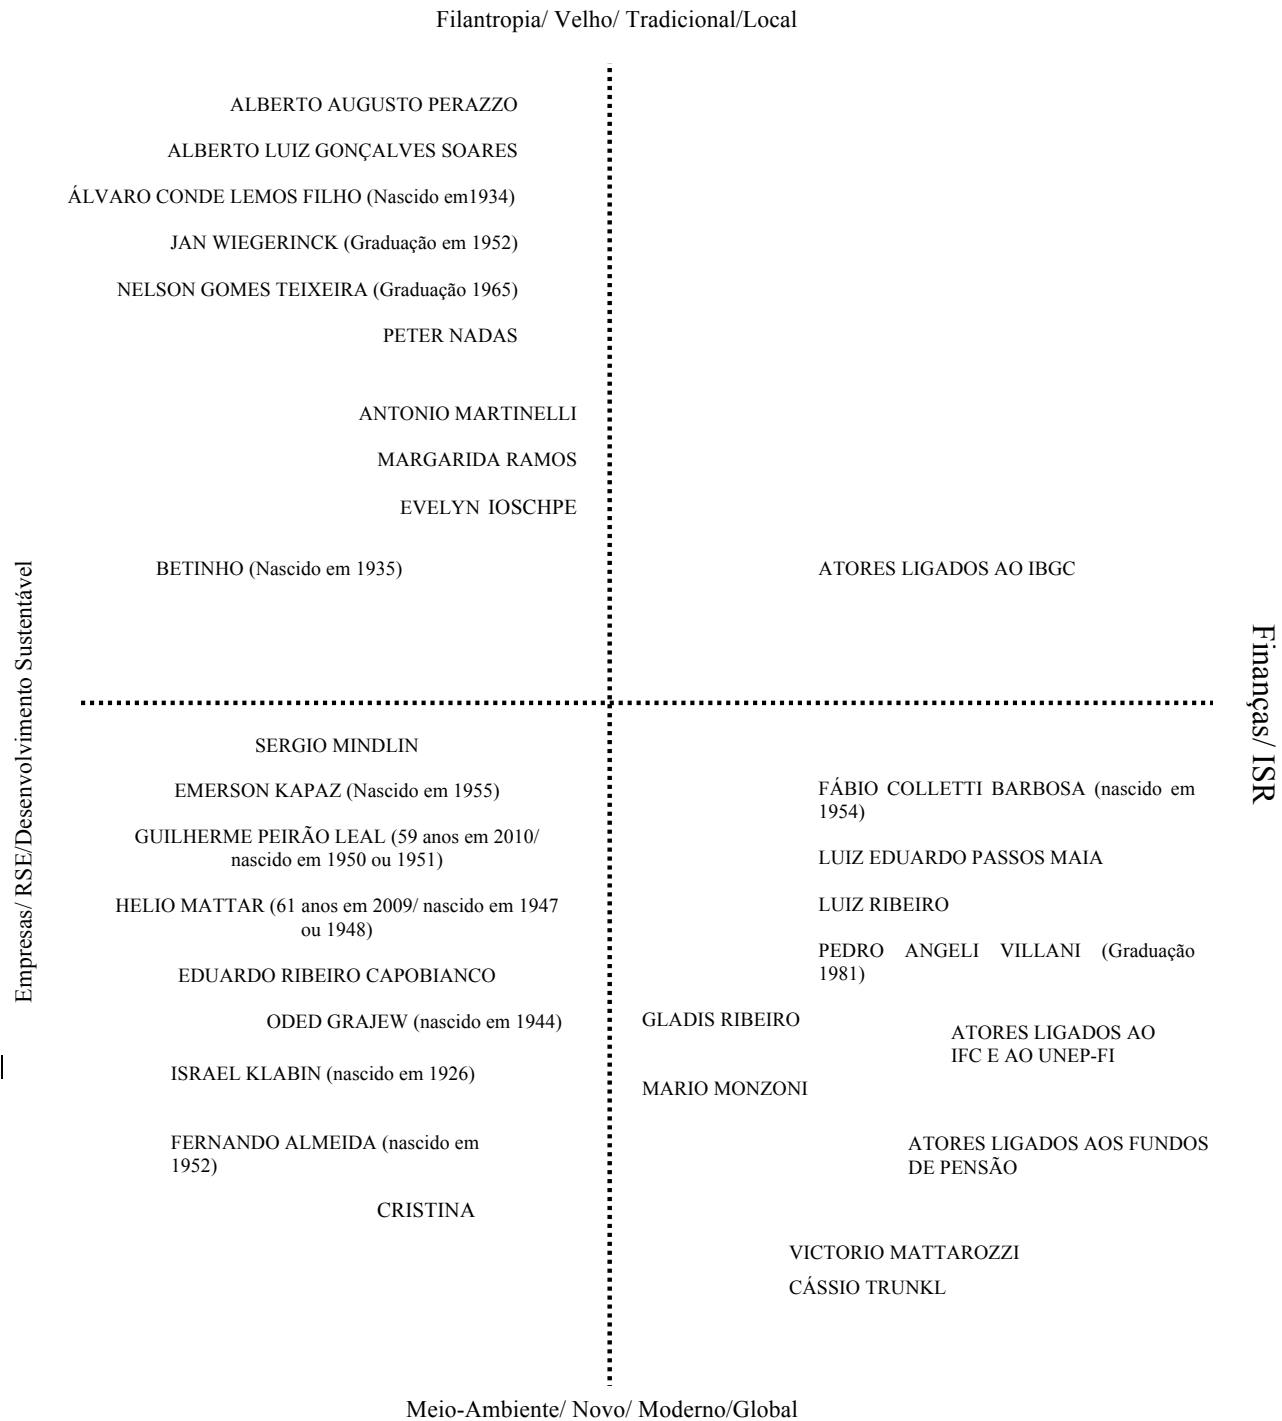 Filantropia/ Velho/ Tradicional/Local
ALBERTO AUGUSTO PERAZZO
ALBERTO LUIZ GONÇALVES SOARES
ÁLVARO CONDE LEMOS FILHO (Nascido em1934)
JAN WIEGERINCK (Graduação em 1952)
NELSON GOMES TEIXEIRA (Graduação 1965)
PETER NADAS
ANTONIO MARTINELLI
MARGARIDA RAMOS
EVELYN IOSCHPE
BETINHO (Nascido em 1935)
ATORES LIGADOS AO IBGC
Empresas/ RSE/Desenvolvimento Sustentável
Finanças/ ISR
SERGIO MINDLIN
EMERSON KAPAZ (Nascido em 1955)
GUILHERME PEIRÃO LEAL (59 anos em 2010/
nascido em 1950 ou 1951)
HELIO MATTAR (61 anos em 2009/ nascido em 1947
ou 1948)
EDUARDO RIBEIRO CAPOBIANCO
ODED GRAJEW (nascido em 1944)
ISRAEL KLABIN (nascido em 1926)
FERNANDO ALMEIDA (nascido em
1952)
CRISTINA
FÁBIO COLLETTI BARBOSA (nascido em
1954)
LUIZ EDUARDO PASSOS MAIA
LUIZ RIBEIRO
PEDRO ANGELI VILLANI (Graduação
1981)
GLADIS RIBEIRO
ATORES LIGADOS AO
IFC E AO UNEP-FI
MARIO MONZONI
ATORES LIGADOS AOS FUNDOS
DE PENSÃO
VICTORIO MATTAROZZI
CÁSSIO TRUNKL
Meio-Ambiente/ Novo/ Moderno/Global